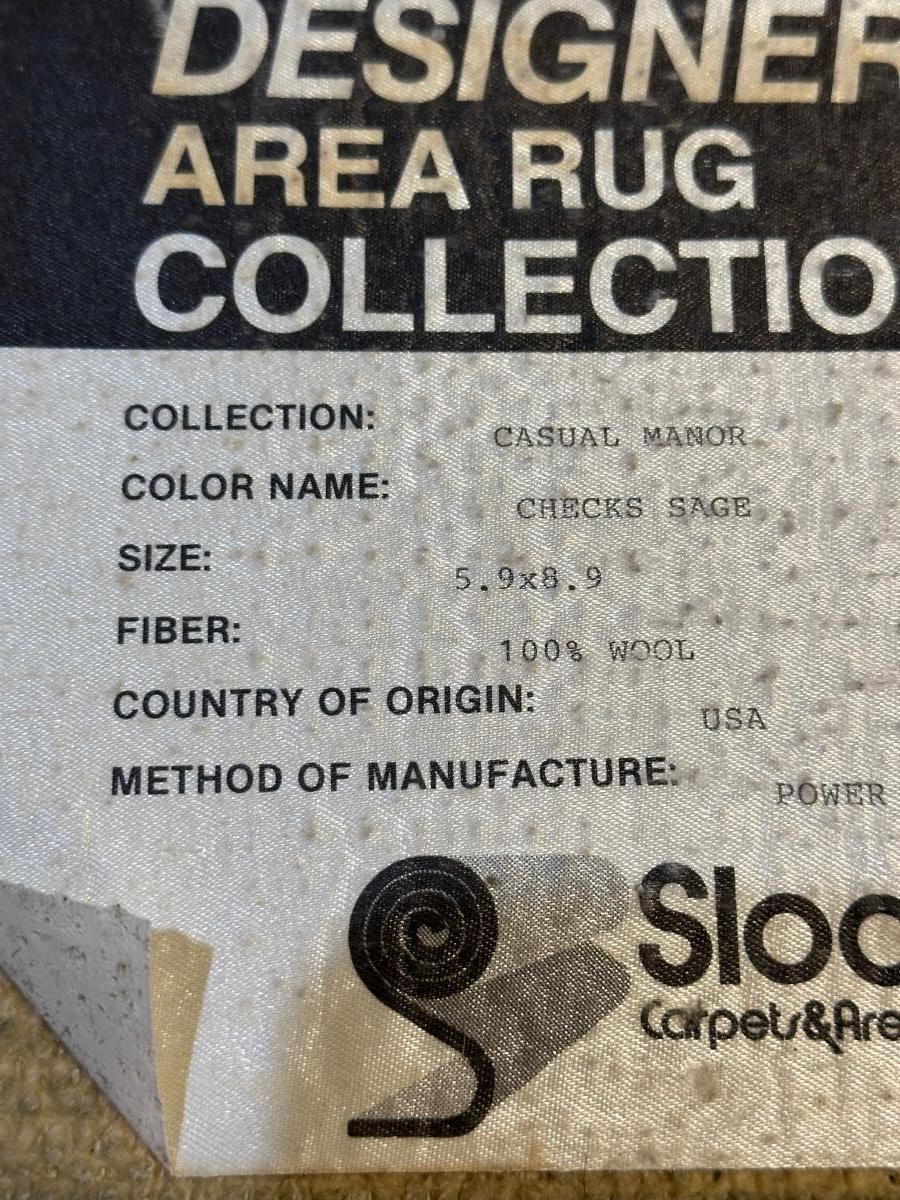 DESIGNER
AREA RUG
COLLECTIO
COLLECTION: CASUAL MANOR
COLOR NAME: CHECKS SAGE
SIZE: 5.9x8.9
FIBER: 100% WOOL
COUNTRY OF ORIGIN: USA
METHOD OF MANUFACTURE: POWER
Sloa
Carpets&Are